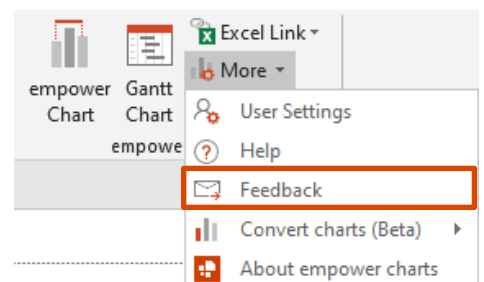 empower
Chart
Gantt
Chart
Excel Link
More
empowe
User Settings
Help
Feedback
Convert charts (Beta)
About empower charts